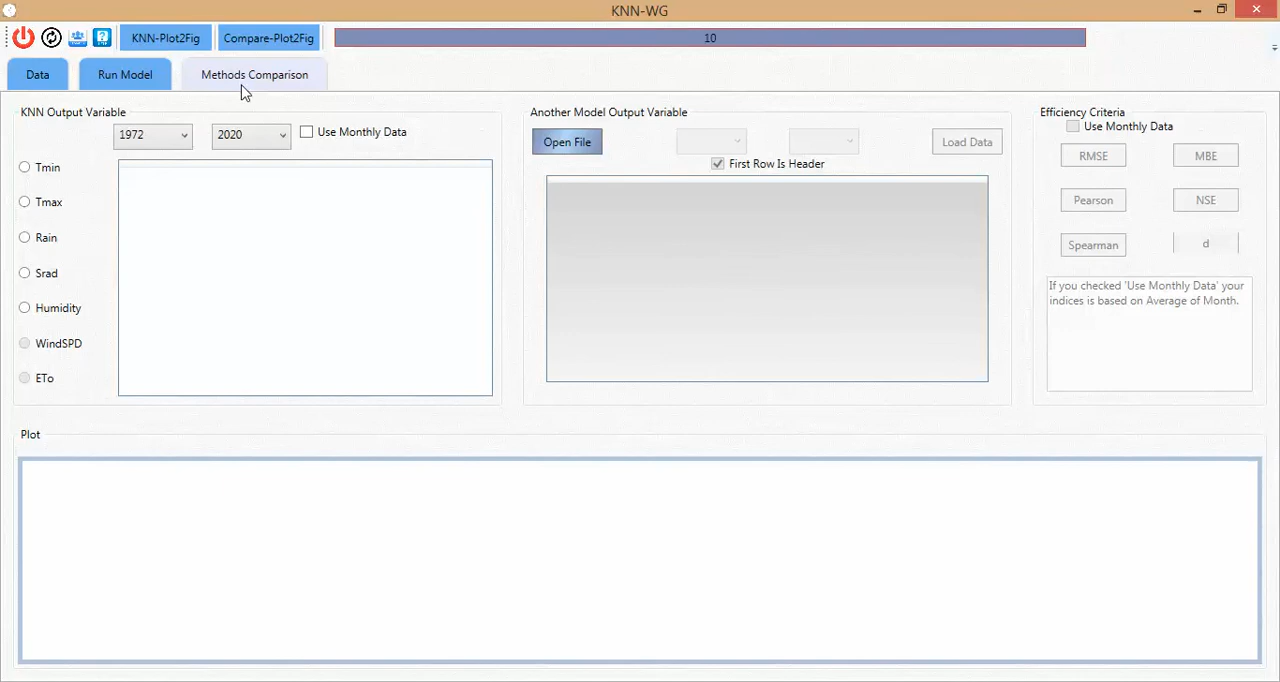 KNN-WG
KNN-Plot2Fig
Compare-Plot2Fig
10
Data
Run Model
Methods Comparison
KNN Output Variable
1972
2020
Use Monthly Data
Tmin
Tmax
Rain
Srad
Humidity
WindSPD
ETo
Another Model Output Variable
Open File
Load Data
First Row Is Header
Efficiency Criteria
Use Monthly Data
RMSE
MBE
Pearson
NSE
Spearman
d
If you checked 'Use Monthly Data' your
indices is based on Average of Month.
Plot